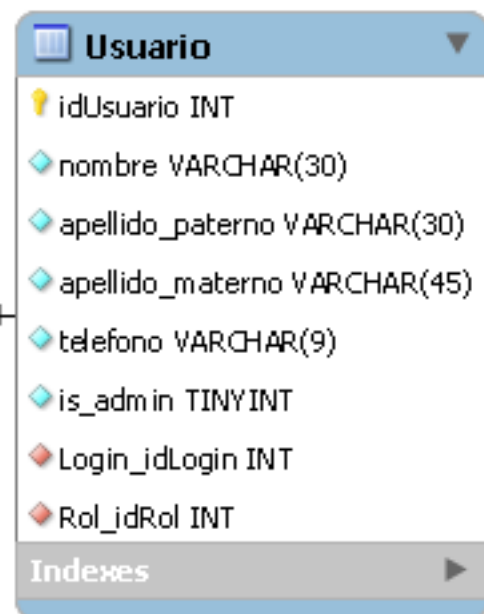 Usuario
idUsuario INT
nombre VARCHAR(30)
apellido_paterno VARCHAR(30)
apellido_materno VARCHAR(45)
telefono VARCHAR(9)
is_admin TINYINT
Login_idLogin INT
Rol_idRol INT
Indexes